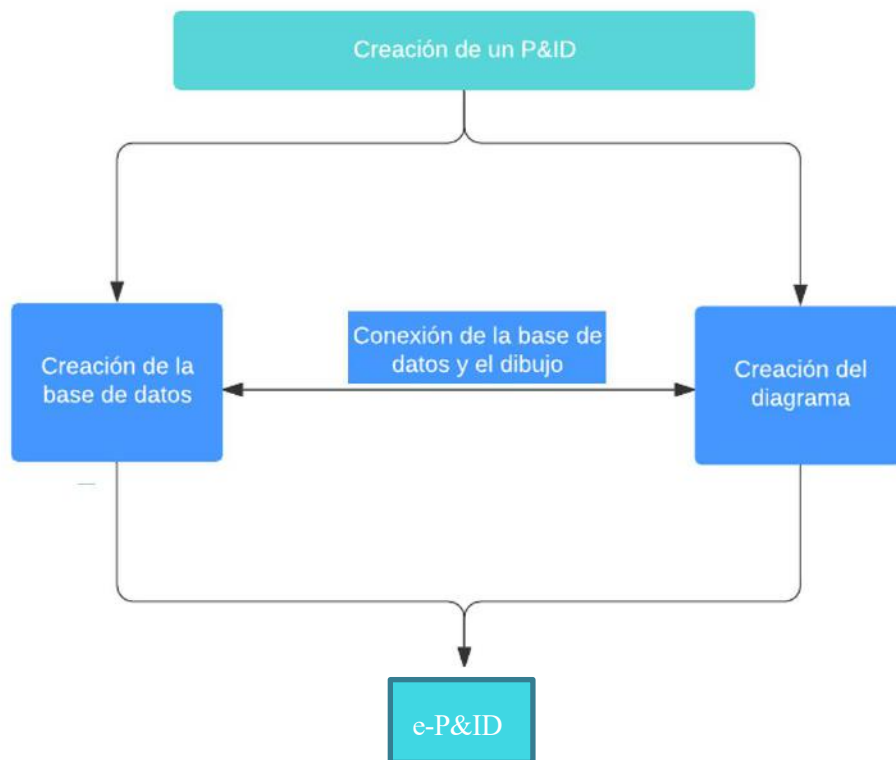 Creación de un P&ID
Conexión de la base de
datos y el dibujo
Creación de la
base de datos
Creación del
diagrama
e-P&ID